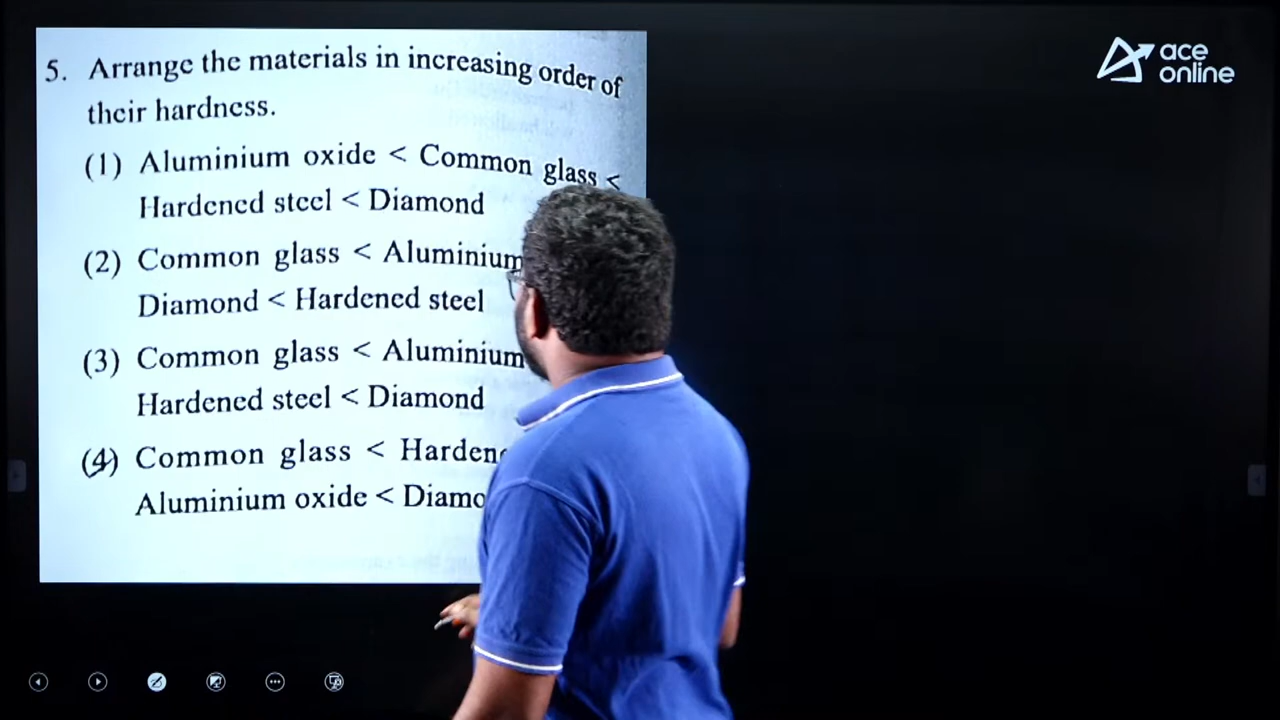 5. Arrange the materials in increasing order of
their hardness.
(1) Aluminium oxide < Common glass <
Hardened steel < Diamond
(2) Common glass < Aluminium
Diamond < Hardened steel
(3) Common glass < Aluminium
Hardened steel < Diamond
(4) Common glass <
Aluminium oxide <
ace
online